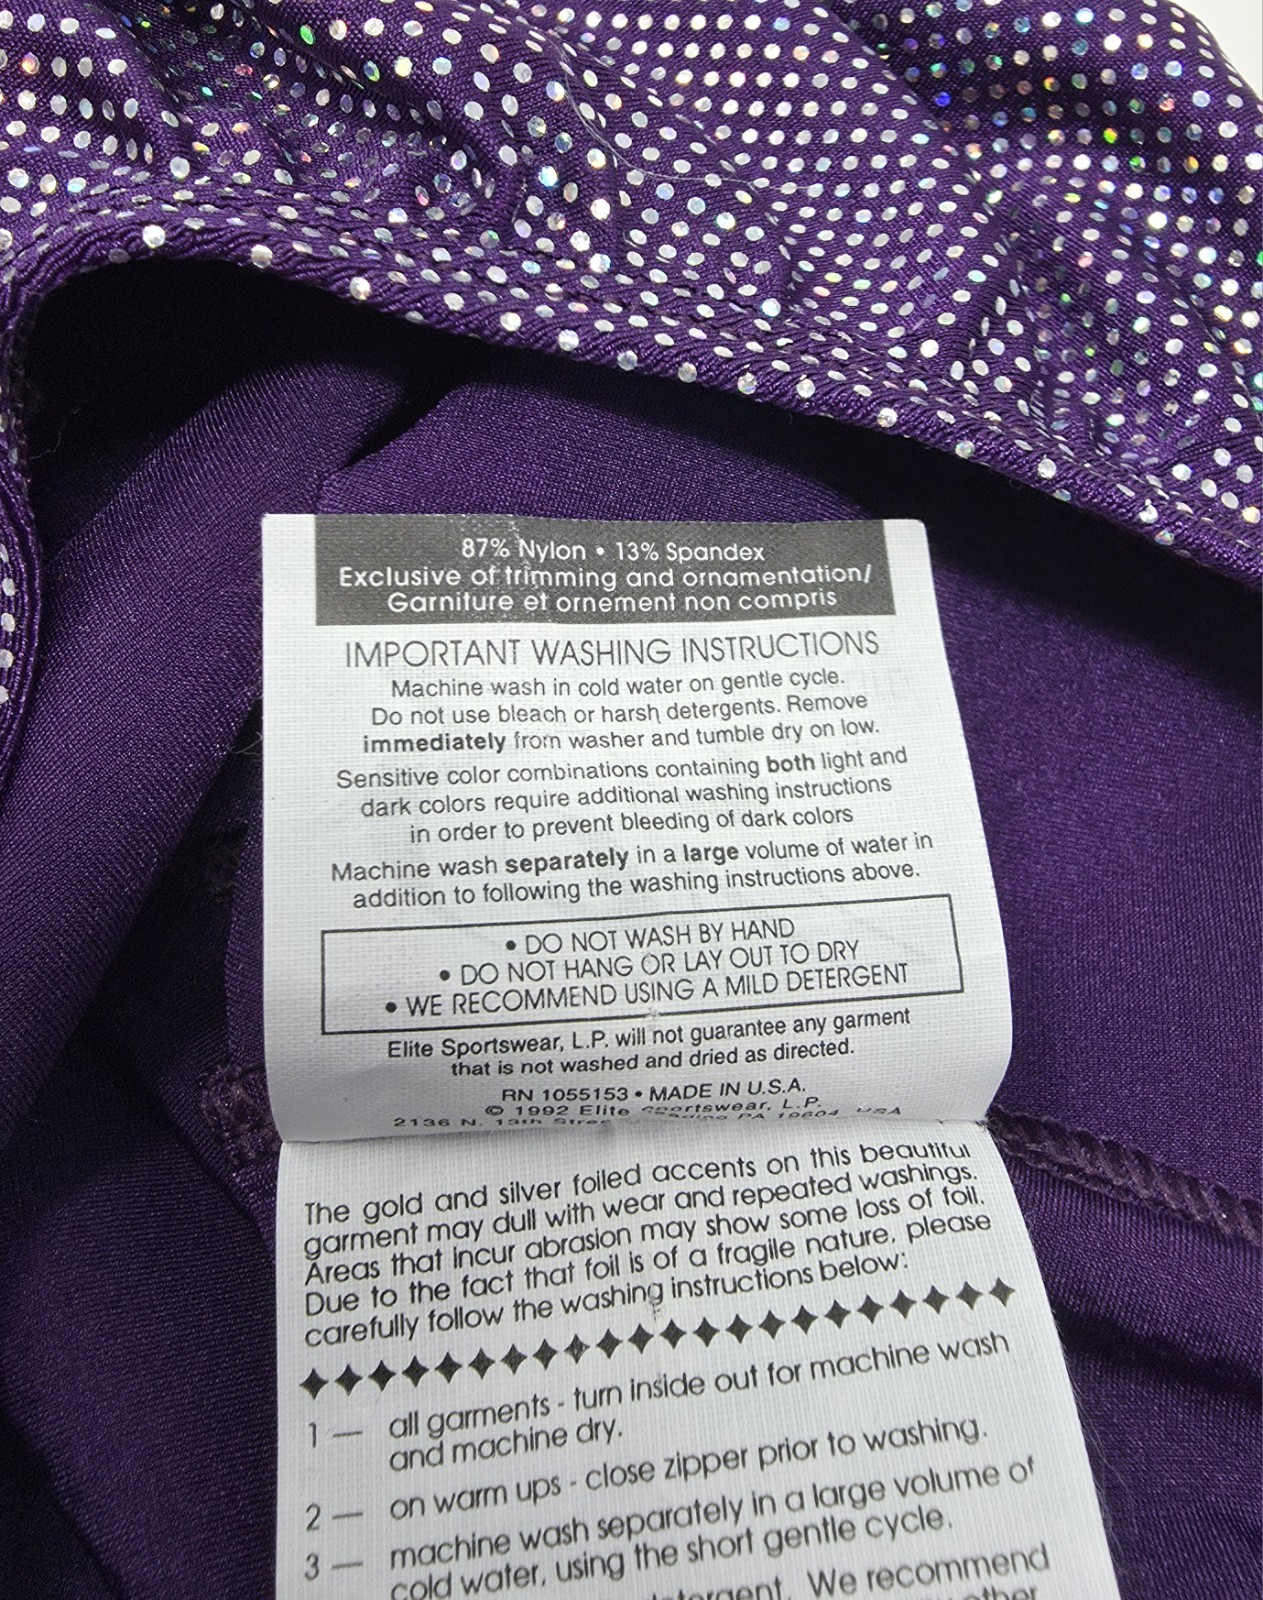 87% Nylon • 13% Spandex
Exclusive of trimming and ornamentation/
Garniture et ornement non compris
IMPORTANT WASHING INSTRUCTIONS
Machine wash in cold water on gentle cycle.
Do not use bleach or harsh detergents. Remove
immediately from washer and tumble dry on low.
Sensitive color combinations containing both light and
dark colors require additional washing instructions
in order to prevent bleeding of dark colors
Machine wash separately in a large volume of water in
addition to following the washing instructions above.
• DO NOT WASH BY HAND
• DO NOT HANG OR LAY OUT TO DRY
• WE RECOMMEND USING A MILD DETERGENT
Elite Sportswear, L.P. will not guarantee any garment
that is not washed and dried as directed.
RN 1055153 • MADE IN U.S.A.
© 1992 Elite Sportswear, L.P.
2136 N. 13th PA 19604 USA
The gold and silver foiled accents on this beautiful
garment may dull with wear and repeated washings.
Areas that incur abrasion may show some loss of foil.
Due to the fact that foil is of a fragile nature, please
carefully follow the washing instructions below:
1 — all garments - turn inside out for machine wash
and machine dry.
2 — on warm ups - close zipper prior to washing.
3 — machine wash separately in a large volume of
cold water, using the short gentle cycle.
We recommend